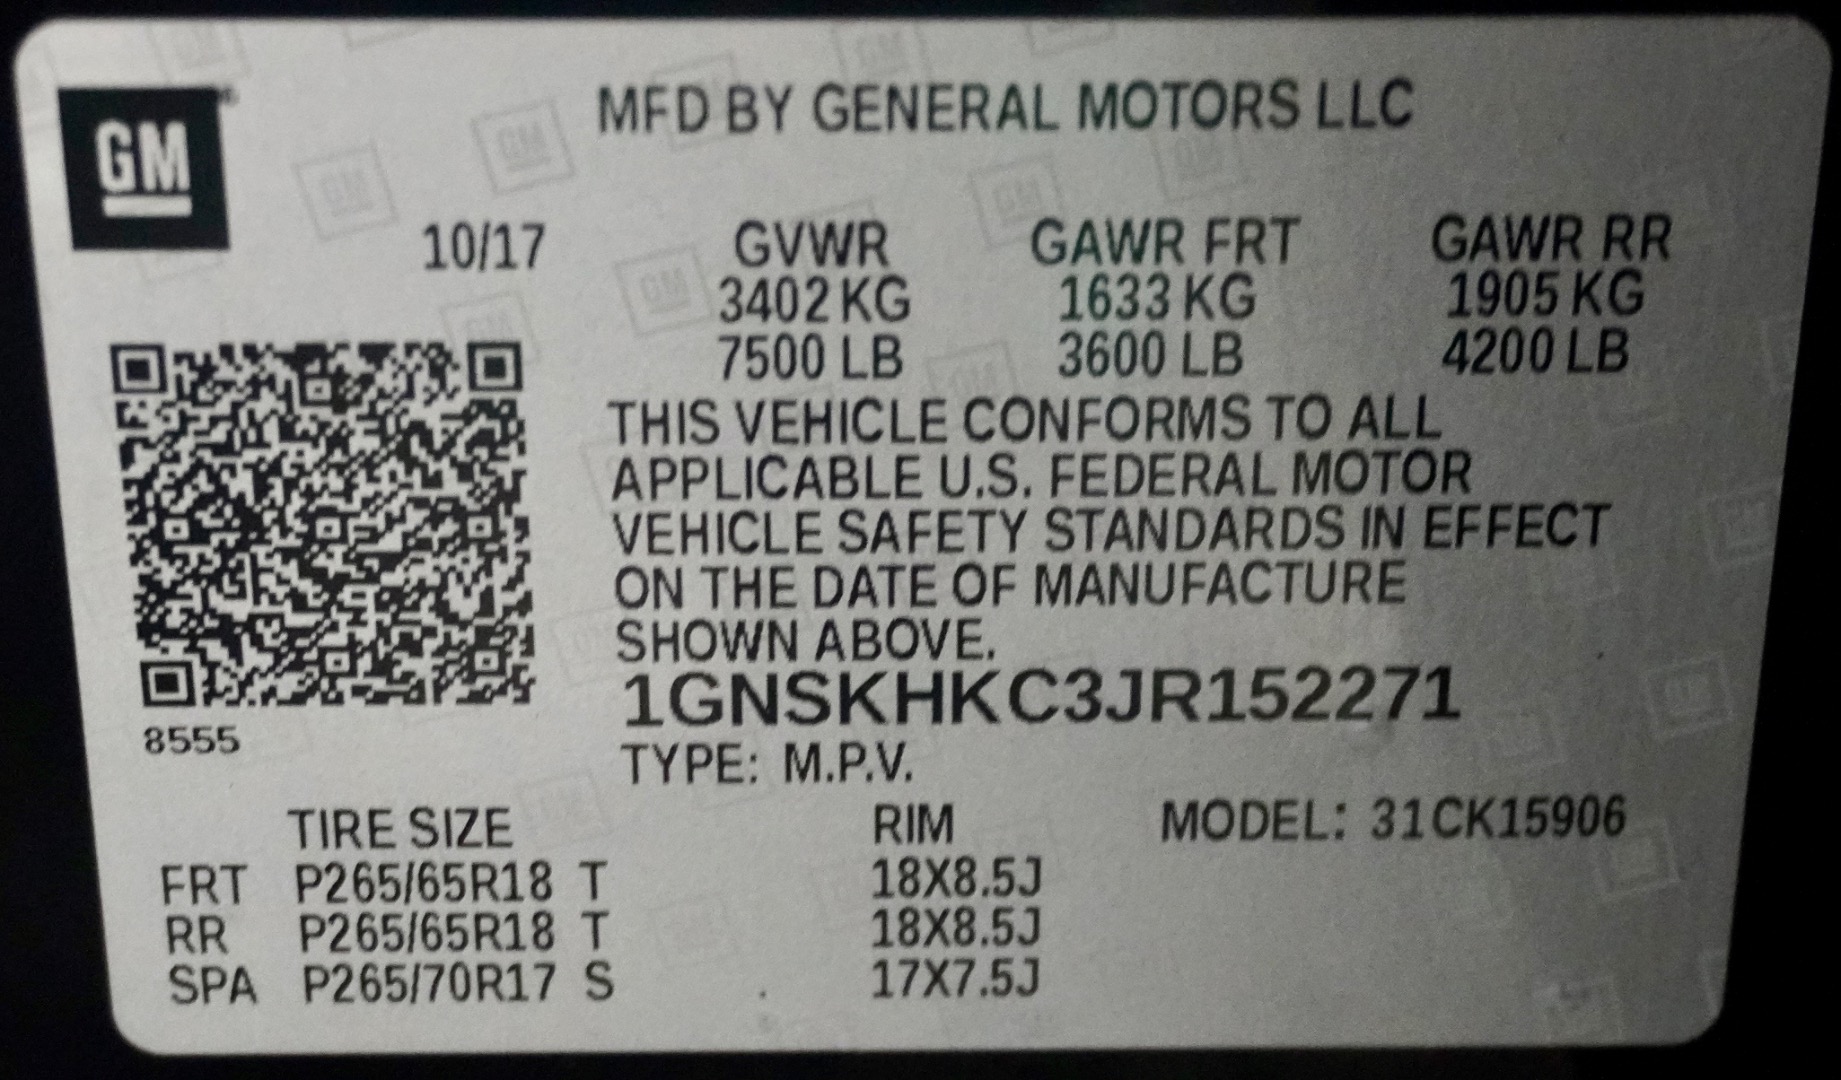 GM
MFD BY GENERAL MOTORS LLC
10/17 GVWR GAWR FRT GAWR RR
3402 KG 1633 KG 1905 KG
7500 LB 3600 LB 4200 LB
THIS VEHICLE CONFORMS TO ALL
APPLICABLE U.S. FEDERAL MOTOR
VEHICLE SAFETY STANDARDS IN EFFECT
ON THE DATE OF MANUFACTURE
SHOWN ABOVE.
1GNSKHKC3JR152271
8555
TYPE: M.P.V.
TIRE SIZE RIM MODEL: 31CK15906
FRT P265/65R18 T 18X8.5J
RR P265/65R18 T 18X8.5J
SPA P265/70R17 S 17X7.5J